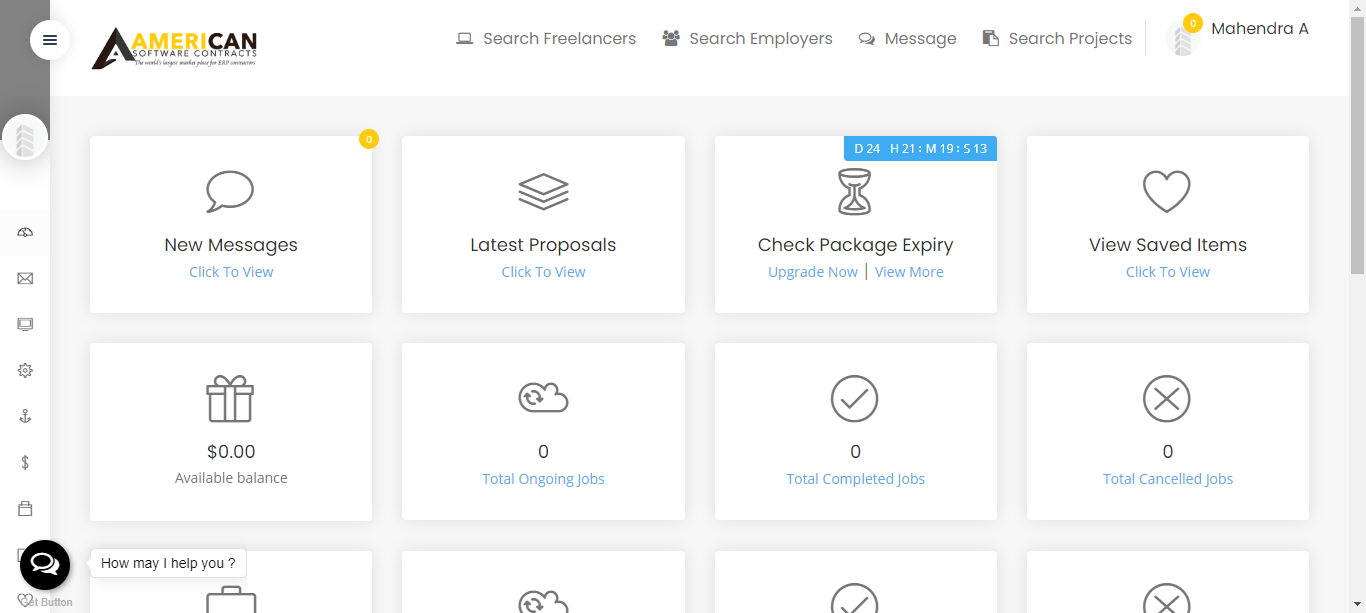 AMERICAN
SOFTWARE CONTRACTS
The world's largest market place for ERP contractors
Search Freelancers
Search Employers
Message
Search Projects
0
Mahendra A
0
New Messages
Click To View
Latest Proposals
Click To View
D 24 H 21 : M 19 : S 13
Check Package Expiry
Upgrade Now | View More
View Saved Items
Click To View
$0.00
Available balance
0
Total Ongoing Jobs
0
Total Completed Jobs
0
Total Cancelled Jobs
How may I help you ?
Get Button